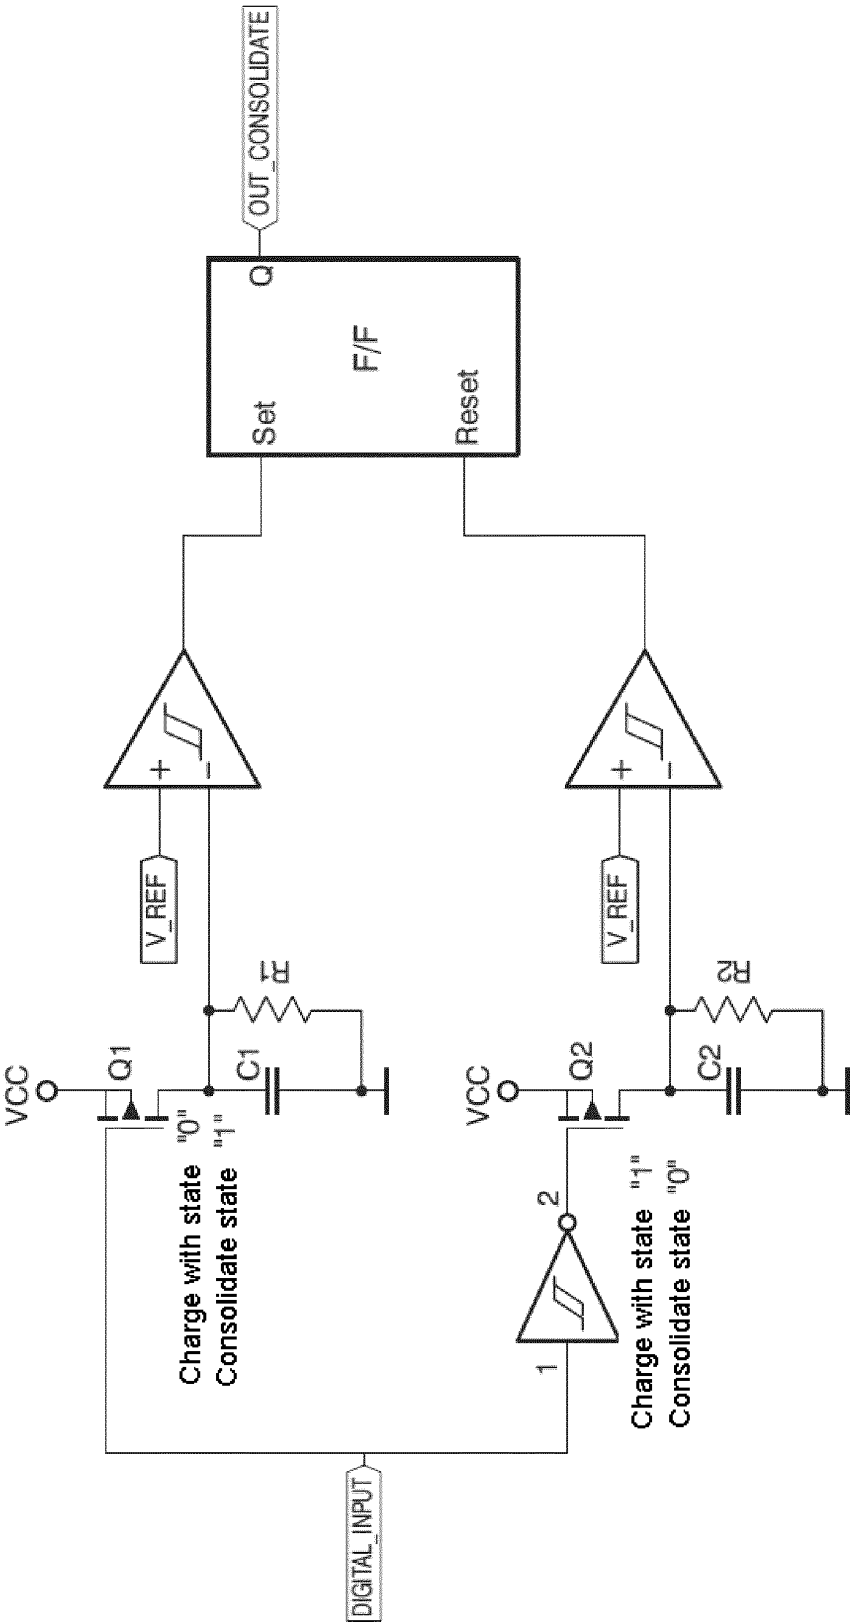 DIGITAL_INPUT
VCC
Q1
Charge with state "0"
Consolidate state "1"
C1
R1
V_REF
+
−
Set
Q
F/F
Reset
OUT_CONSOLIDATE
1
2
VCC
Q2
Charge with state "1"
Consolidate state "0"
C2
R2
V_REF
+
−